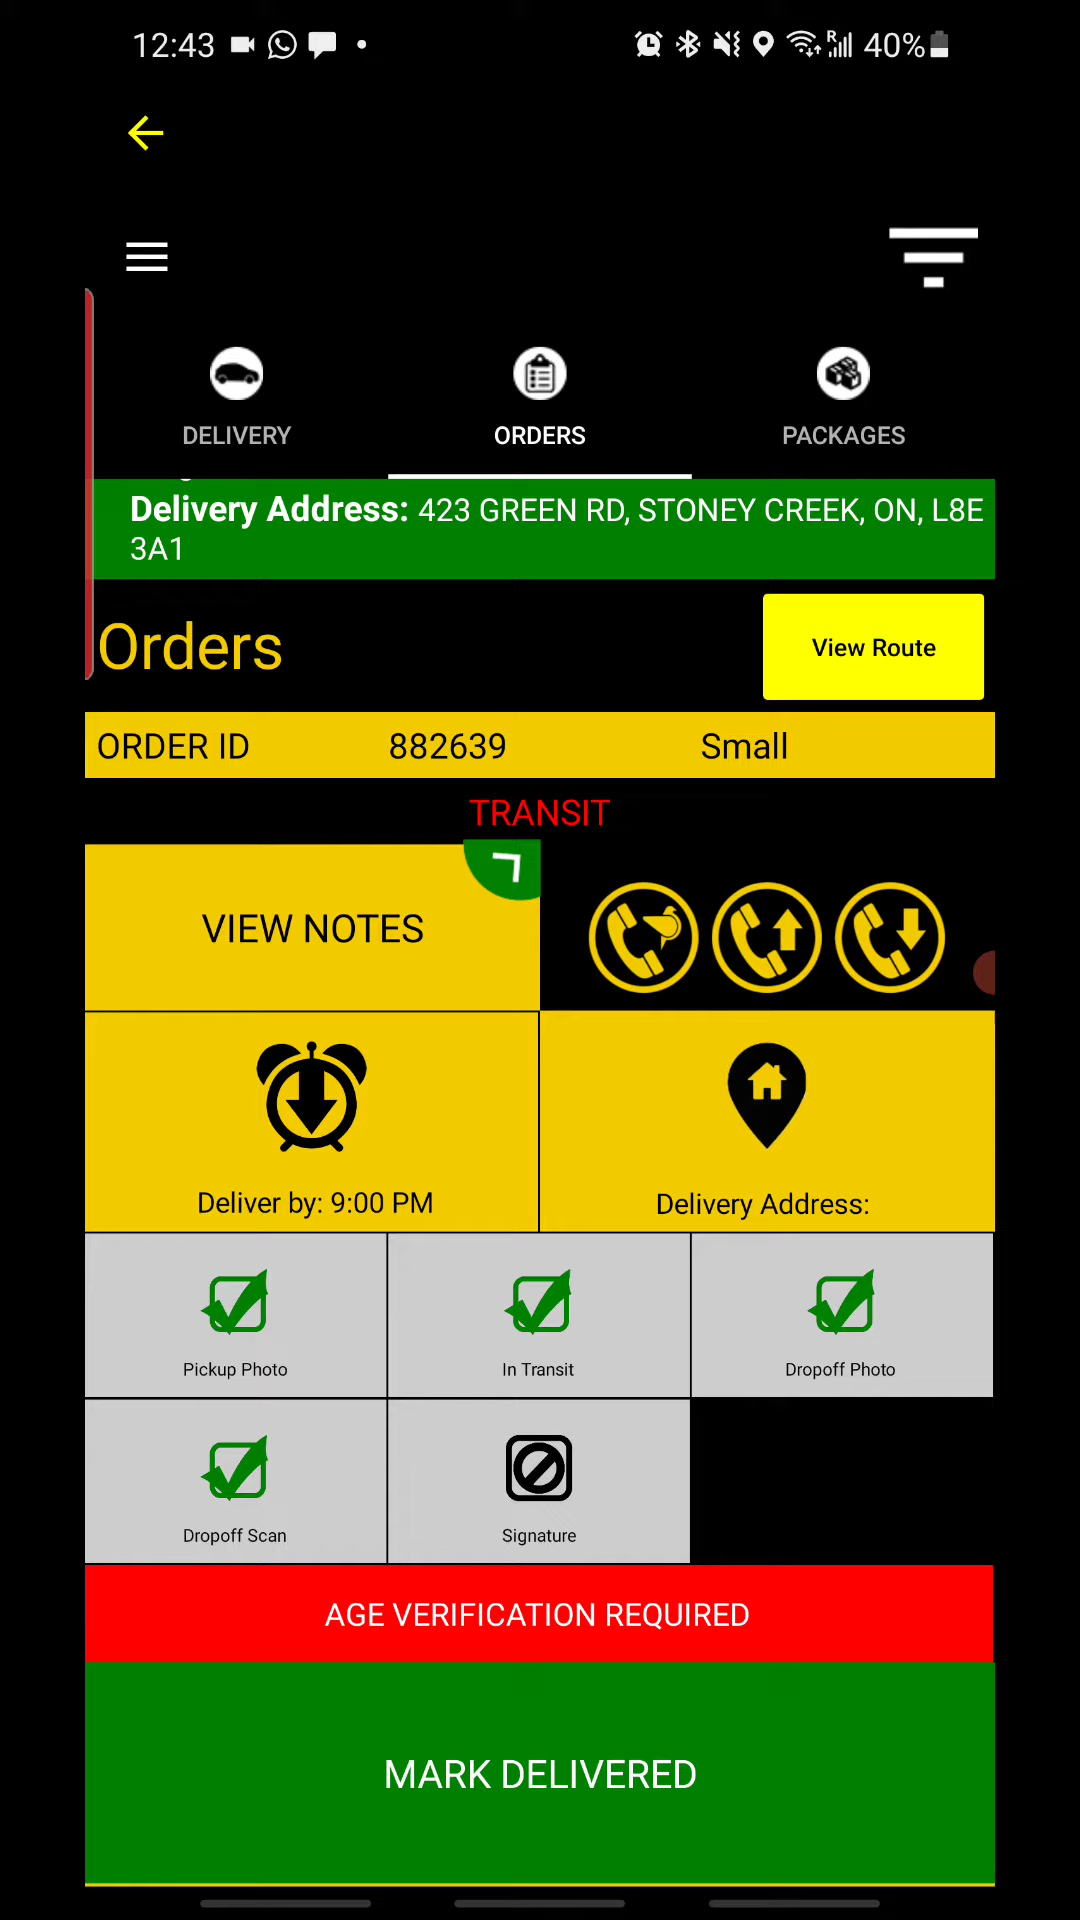 12:43
R
40%
DELIVERY
ORDERS
PACKAGES
Delivery Address: 423 GREEN RD, STONEY CREEK, ON, L8E
3A1
Orders
View Route
ORDER ID
882639
Small
TRANSIT
VIEW NOTES
Deliver by: 9:00 PM
Delivery Address:
Pickup Photo
In Transit
Dropoff Photo
Dropoff Scan
Signature
AGE VERIFICATION REQUIRED
MARK DELIVERED